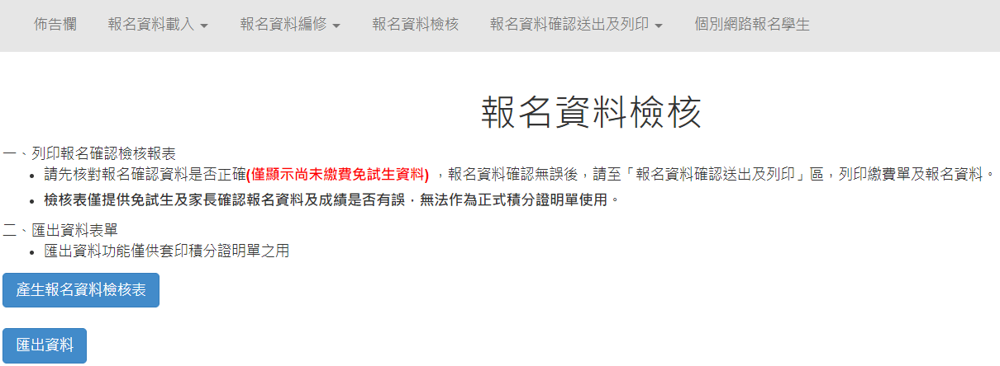 佈告欄 報名資料載入 報名資料編修 報名資料檢核 報名資料確認送出及列印 個別網路報名學生
報名資料檢核
一、列印報名確認檢核報表
• 請先核對報名確認資料是否正確(僅顯示尚未繳費免試生資料) ，報名資料確認無誤後，請至「報名資料確認送出及列印」區，列印繳費單及報名資料。
• 檢核表僅提供免試生及家長確認報名資料及成績是否有誤，無法作為正式積分證明單使用。
二、匯出資料表單
• 匯出資料功能僅供套印積分證明單之用
產生報名資料檢核表
匯出資料